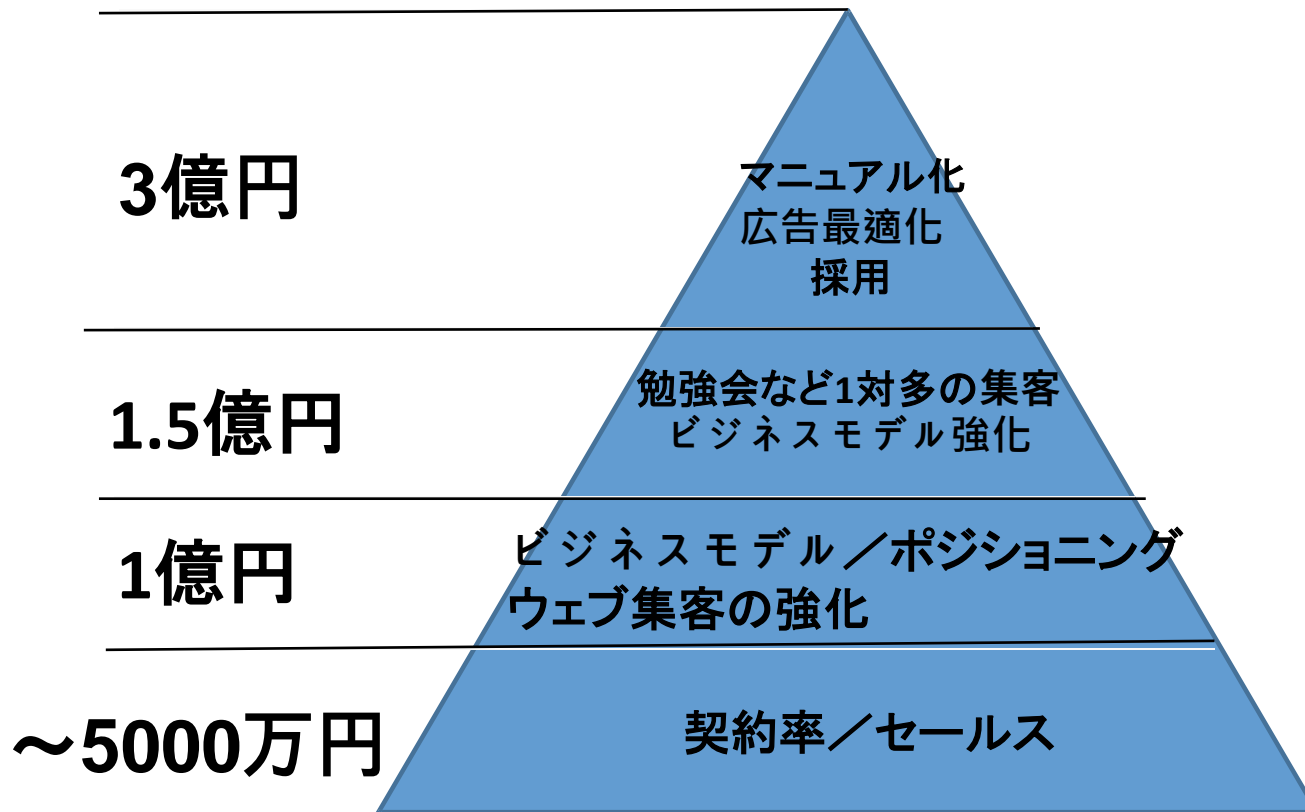 3億円
マニュアル化
広告最適化
採用
1.5億円
勉強会など1対多の集客
ビジネスモデル強化
1億円
ビジネスモデル／ポジショニング
ウェブ集客の強化
～5000万円
契約率／セールス